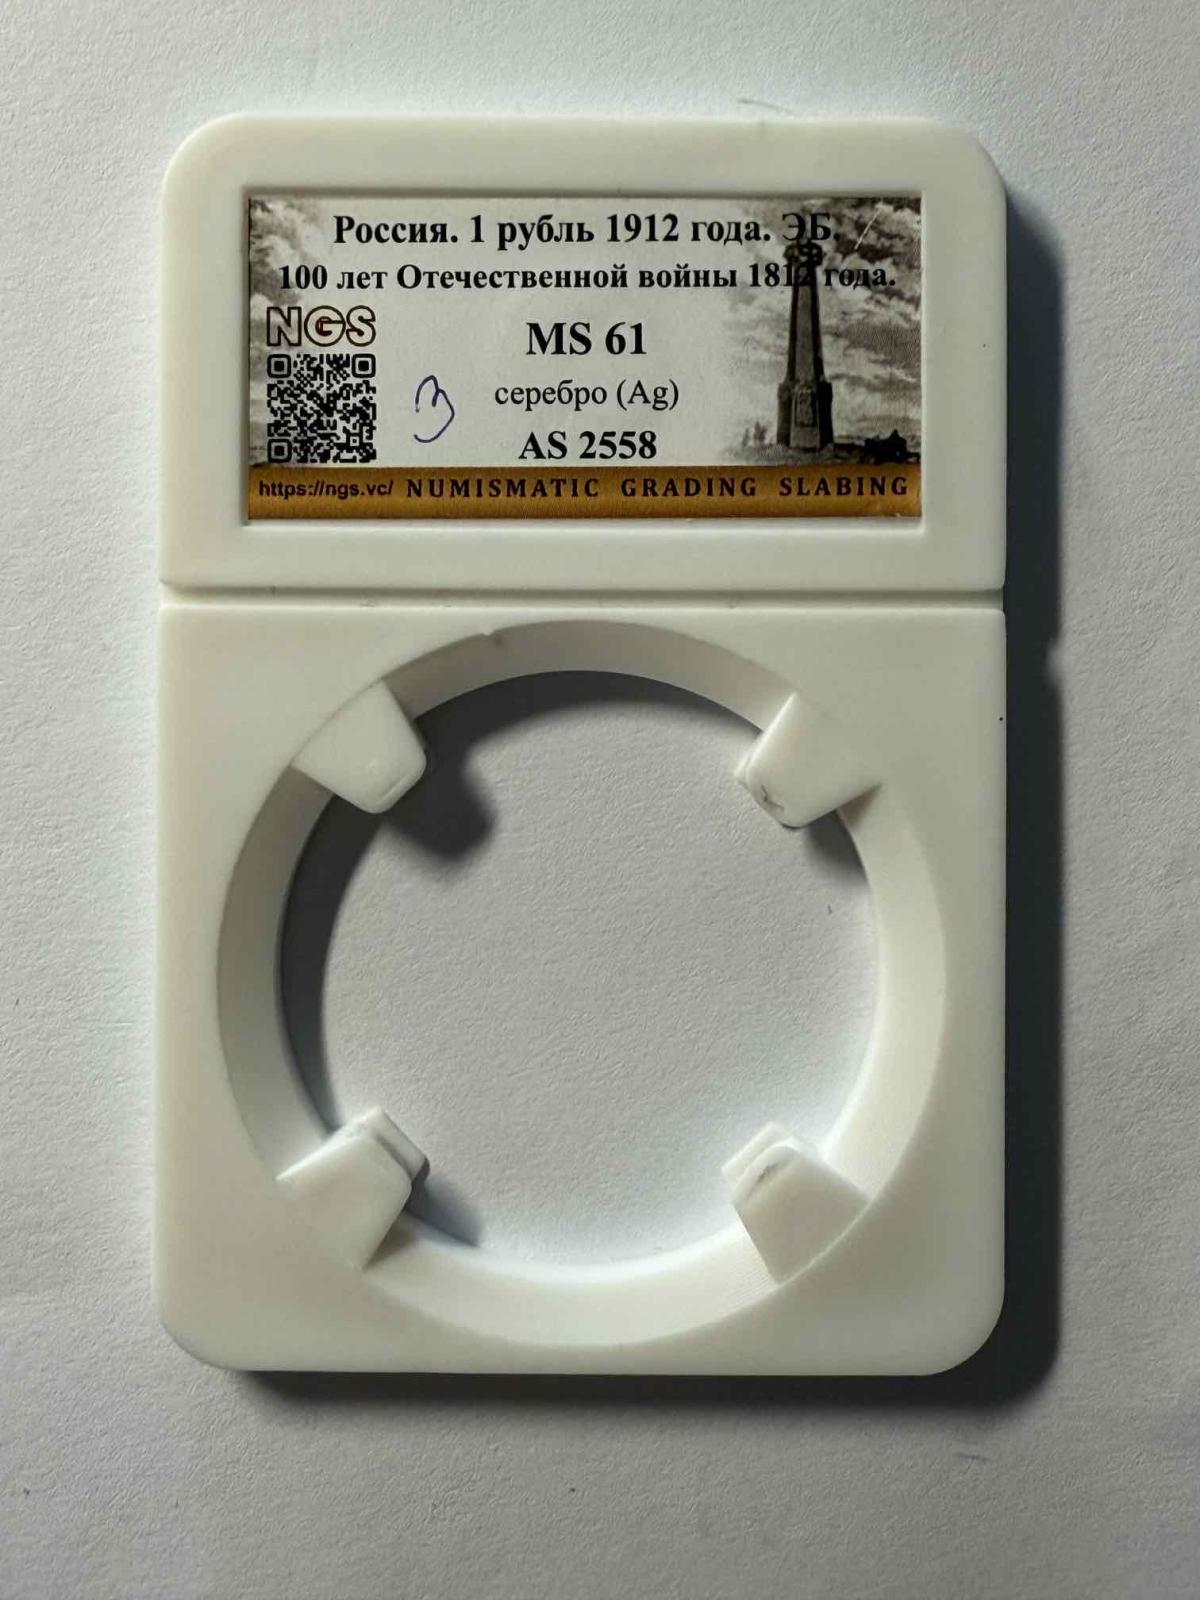 Россия. 1 рубль 1912 года. ЭБ.
100 лет Отечественной войны 1812 года.
NGS
MS 61
3
серебро (Ag)
AS 2558
https://ngs.vc/ NUMISMATIC GRADING SLABING